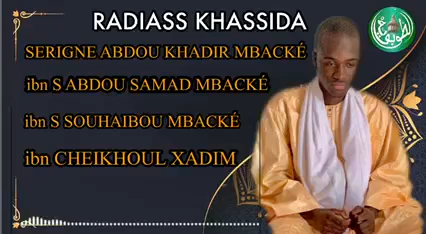 RADIASS KHASSIDA
SERIGNE ABDOU KHADIR MBACKÉ
ibn S ABDOU SAMAD MBACKÉ
ibn S SOUHAIBOU MBACKÉ
ibn CHEIKHOUL XADIM